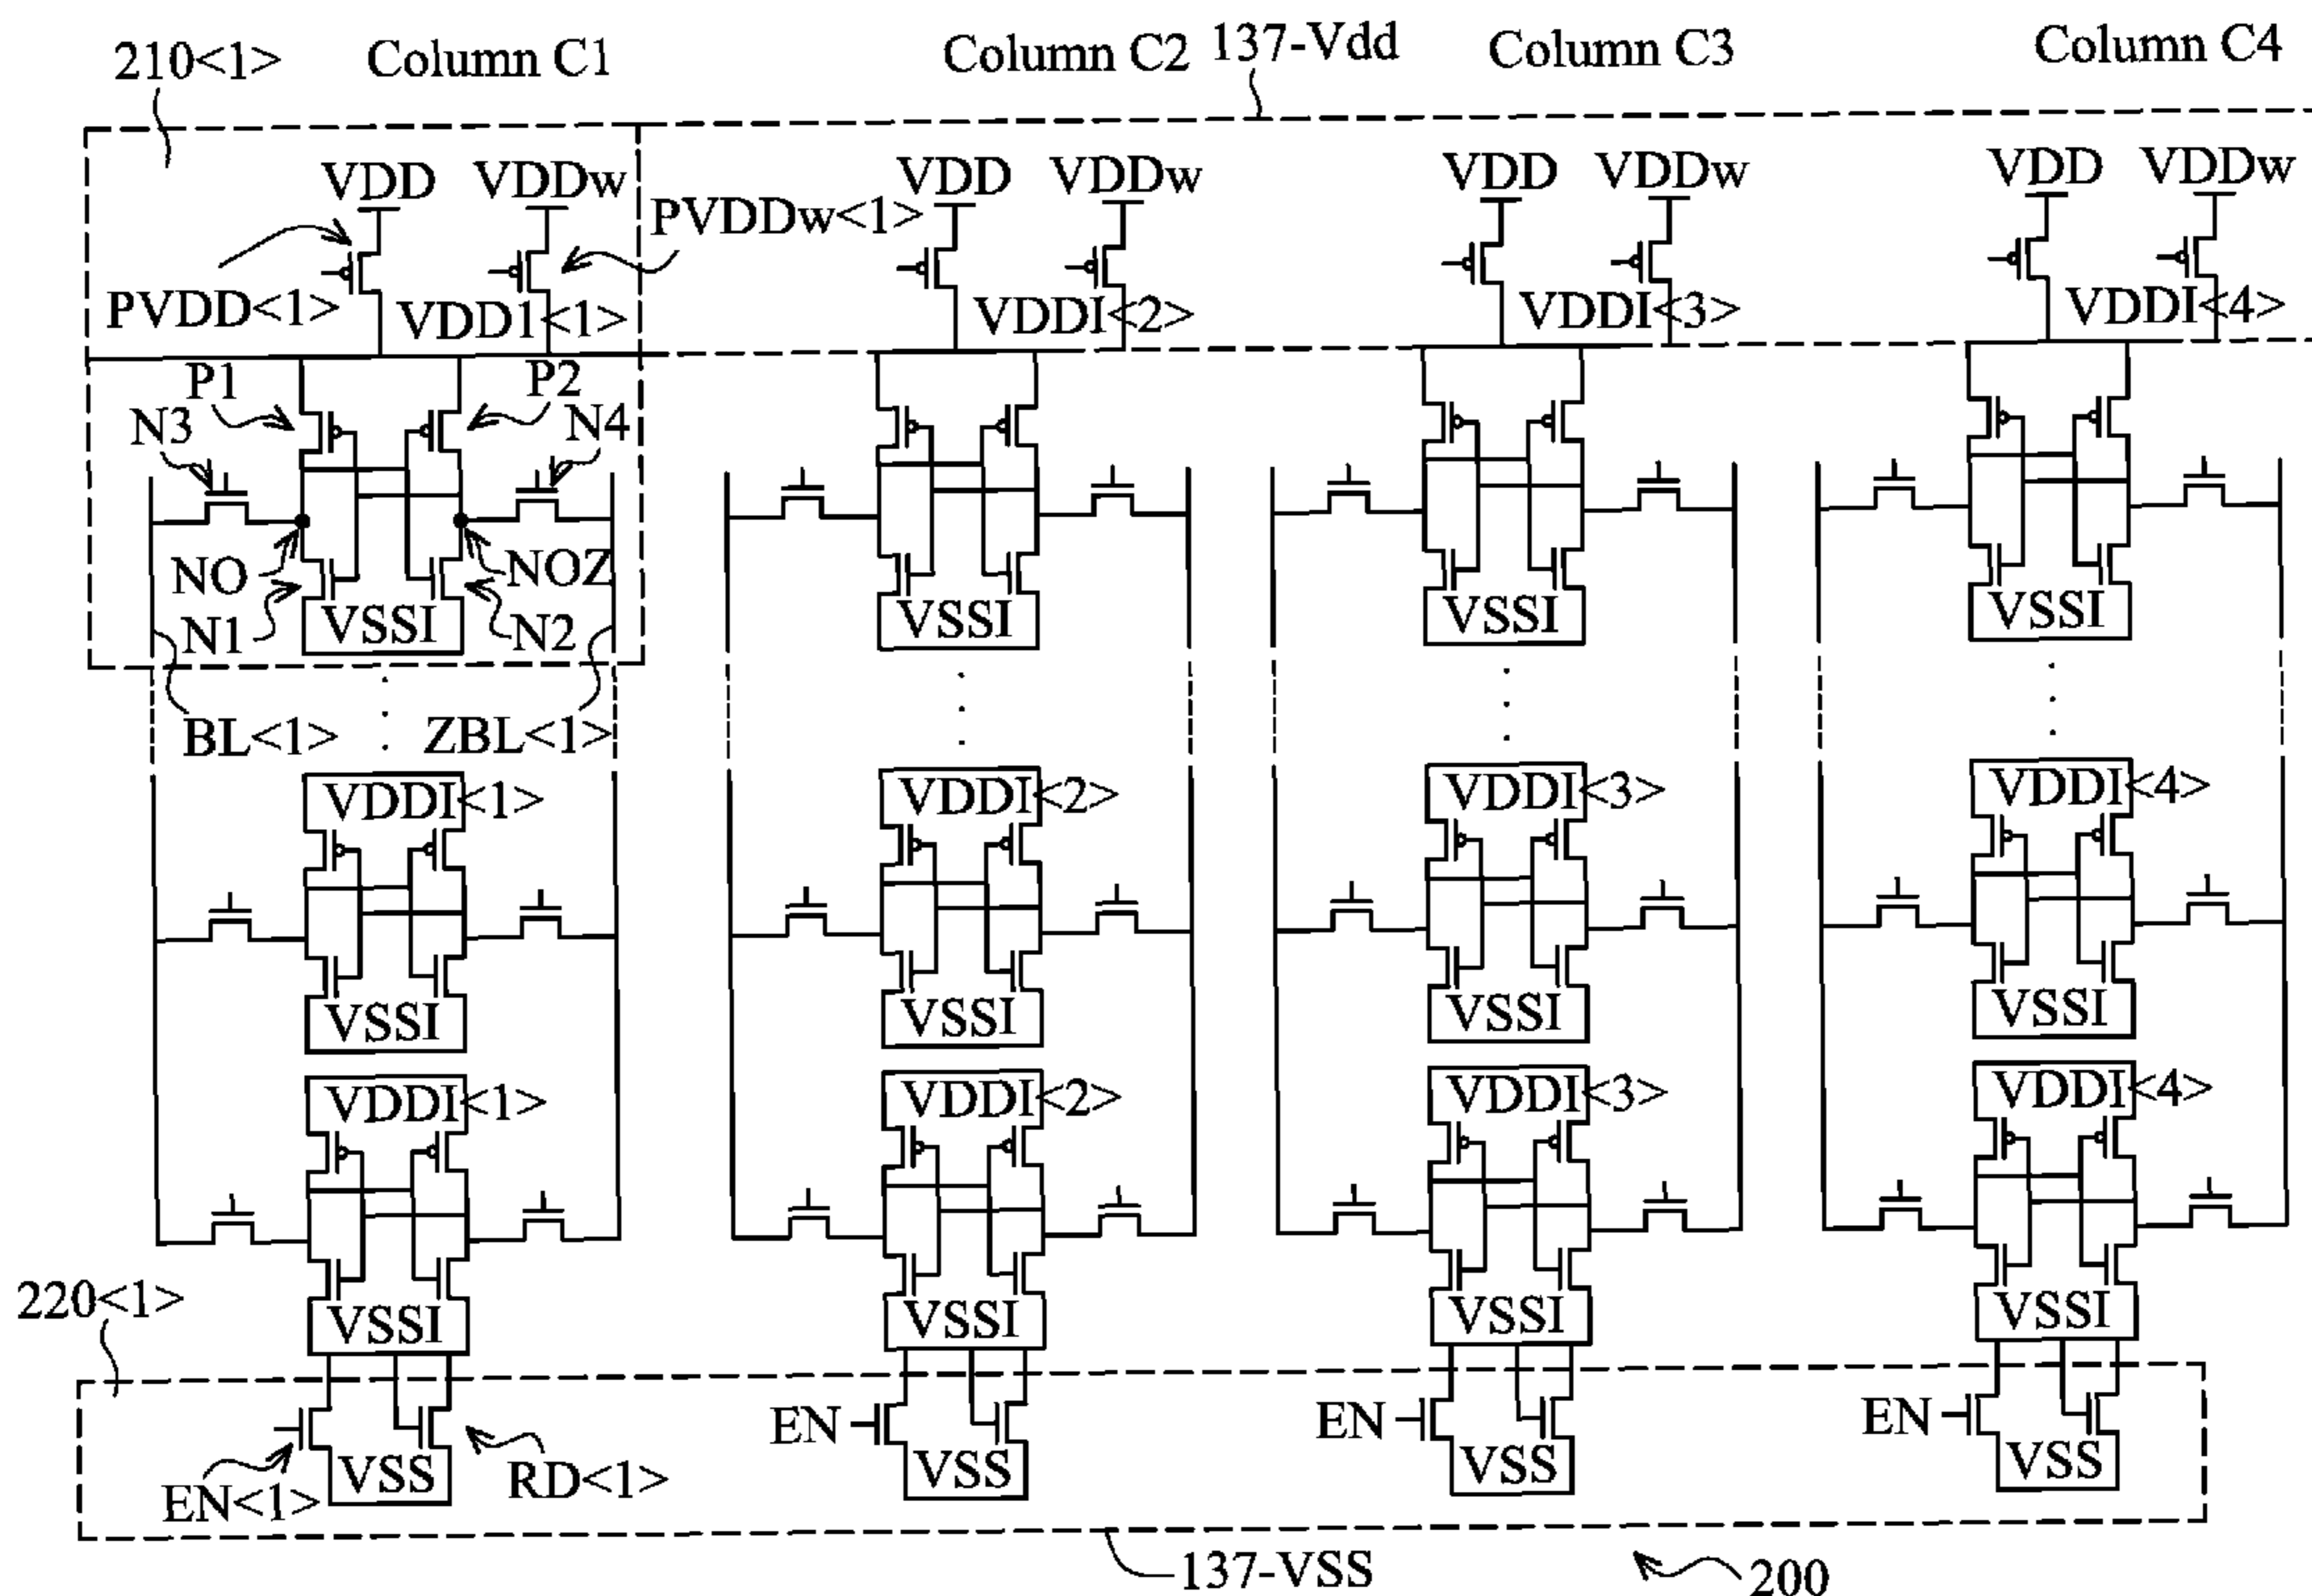 210<1> Column C1 Column C2 137-Vdd Column C3 Column C4
VDD VDDw VDD VDDw VDD VDDw VDD VDDw
PVDDw<1>
PVDD<1> VDD1<1> VDDI<2> VDDI<3> VDDI<4>
P1 P2
N3 N4
NO NOZ
N1 VSSI N2 VSSI VSSI VSSI
BL<1> ZBL<1>
VDDI<1> VDDI<2> VDDI<3> VDDI<4>
VSSI VSSI VSSI VSSI
VDDI<1> VDDI<2> VDDI<3> VDDI<4>
220<1>
VSSI VSSI VSSI VSSI
EN EN EN
VSS VSS VSS VSS
EN<1> RD<1>
137-VSS 200